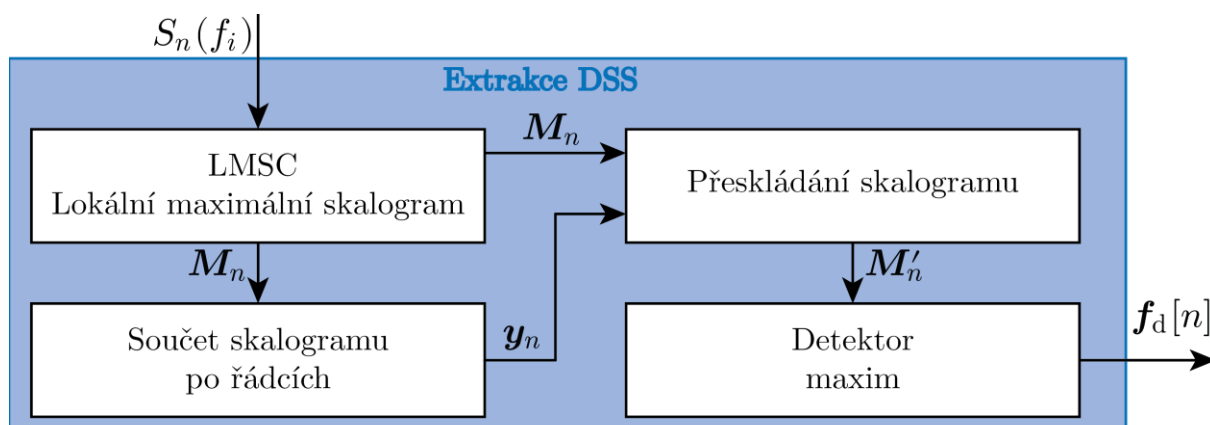 S_n(f_i)
Extrakce DSS
LMSC
Lokální maximální skalogram
M_n
Přeskládání skalogramu
M_n
M′_n
Součet skalogramu
po řádcích
y_n
Detektor
maxim
f_d[n]